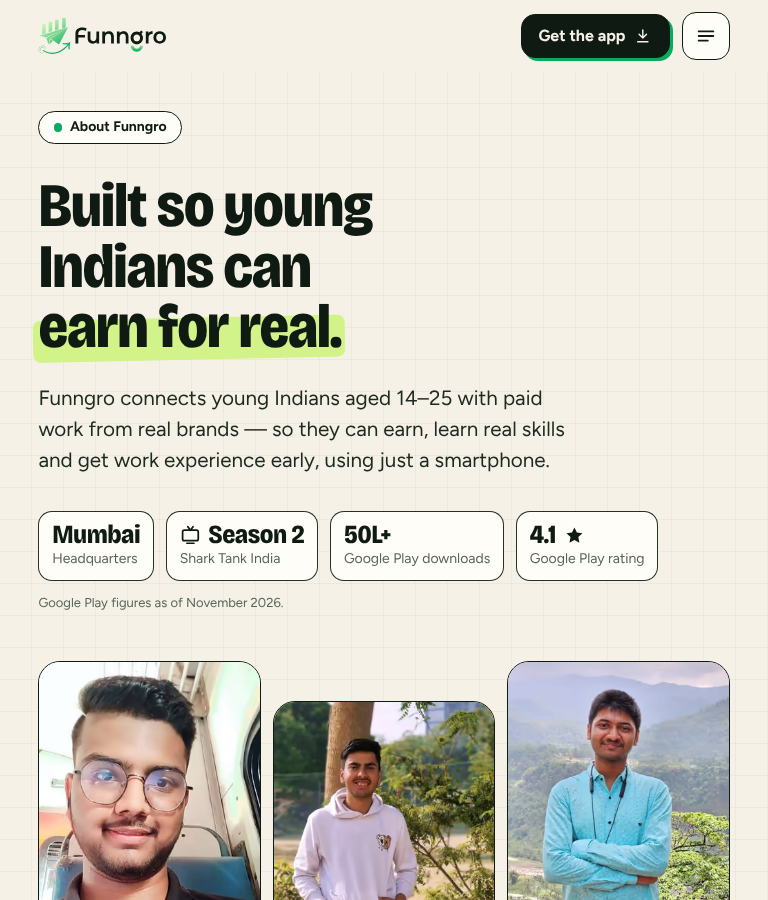 Funngro
Get the app
About Funngro
Built so young
Indians can
earn for real.
Funngro connects young Indians aged 14–25 with paid
work from real brands — so they can earn, learn real skills
and get work experience early, using just a smartphone.
Mumbai
Headquarters
Season 2
Shark Tank India
50L+
Google Play downloads
4.1 ★
Google Play rating
Google Play figures as of November 2026.